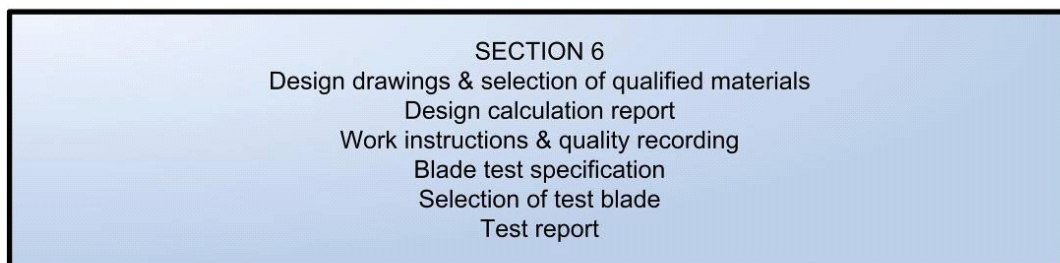 SECTION 6
Design drawings & selection of qualified materials
Design calculation report
Work instructions & quality recording
Blade test specification
Selection of test blade
Test report